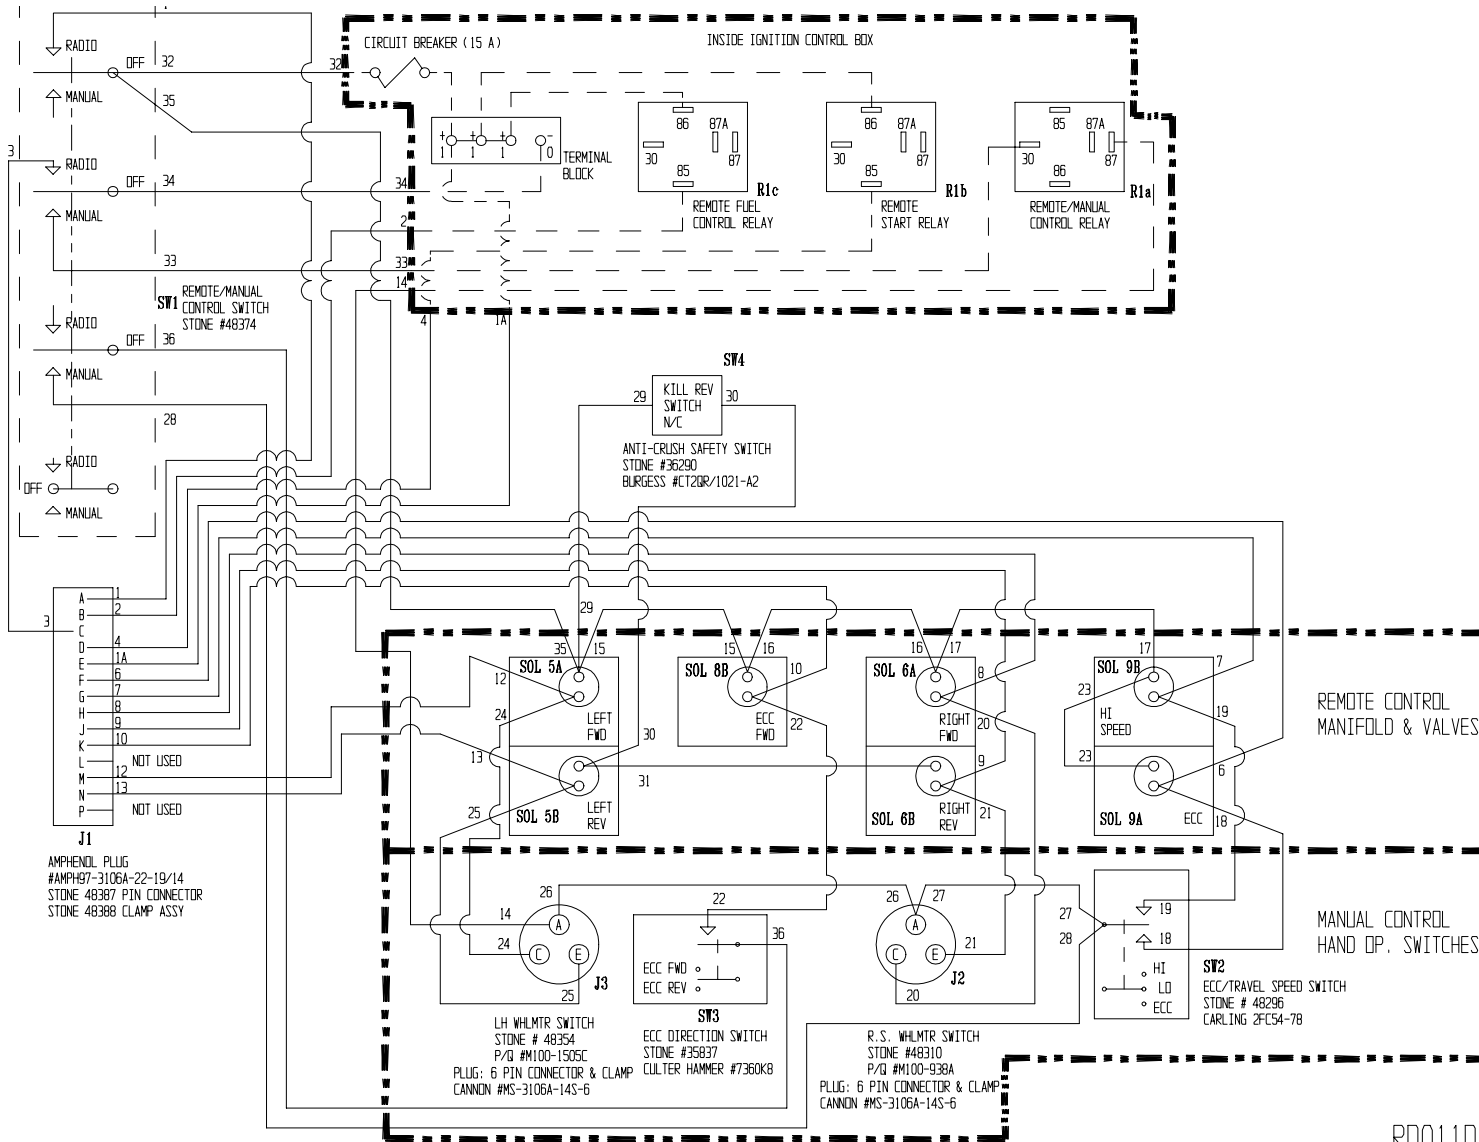 RADIO
OFF 32
MANUAL
35
3
RADIO
OFF 34
MANUAL
33
SW1
REMOTE/MANUAL
CONTROL SWITCH
STONE #48374
RADIO
OFF 36
MANUAL
28
RADIO
OFF
MANUAL
CIRCUIT BREAKER (15 A)
INSIDE IGNITION CONTROL BOX
32
+ + + -
1 1 1 0
TERMINAL
BLOCK
34
2
33
14
4
1A
86 87A
30 87
85
R1c
REMOTE FUEL
CONTROL RELAY
86 87A
30 87
85
R1b
REMOTE
START RELAY
85 87A
30 87
86
R1a
REMOTE/MANUAL
CONTROL RELAY
SW4
29
KILL REV
SWITCH
N/C
30
ANTI-CRUSH SAFETY SWITCH
STONE #36290
BURGESS #CT2QR/1021-A2
3
A 1
B 2
C
D 4
E 1A
F 6
G 7
H 8
J 9
K 10
L NOT USED
M 12
N 13
P NOT USED
J1
AMPHENOL PLUG
#AMPH97-3106A-22-19/14
STONE 48387 PIN CONNECTOR
STONE 48388 CLAMP ASSY
29
35 15
SOL 5A
12
24
LEFT
FWD
13
30
31
25
SOL 5B
LEFT
REV
15 16
SOL 8B
10
ECC
FWD
22
16 17
SOL 6A
8
RIGHT
FWD
20
9
SOL 6B
RIGHT
REV
21
17
SOL 9B
7
23
HI
SPEED
19
23
6
SOL 9A
ECC
18
REMOTE CONTROL
MANIFOLD & VALVES
26
14
A
24
C E
25
J3
LH WHLMTR SWITCH
STONE # 48354
P/Q #M100-1505C
PLUG: 6 PIN CONNECTOR & CLAMP
CANNON #MS-3106A-14S-6
22
36
ECC FWD
ECC REV
SW3
ECC DIRECTION SWITCH
STONE #35837
CULTER HAMMER #7360K8
26 27
A
C E
21
20
J2
R.S. WHLMTR SWITCH
STONE #48310
P/Q #M100-938A
PLUG: 6 PIN CONNECTOR & CLAMP
CANNON #MS-3106A-14S-6
27
28
19
18
HI
LO
ECC
SW2
ECC/TRAVEL SPEED SWITCH
STONE # 48296
CARLING 2FC54-78
MANUAL CONTROL
HAND OP. SWITCHES